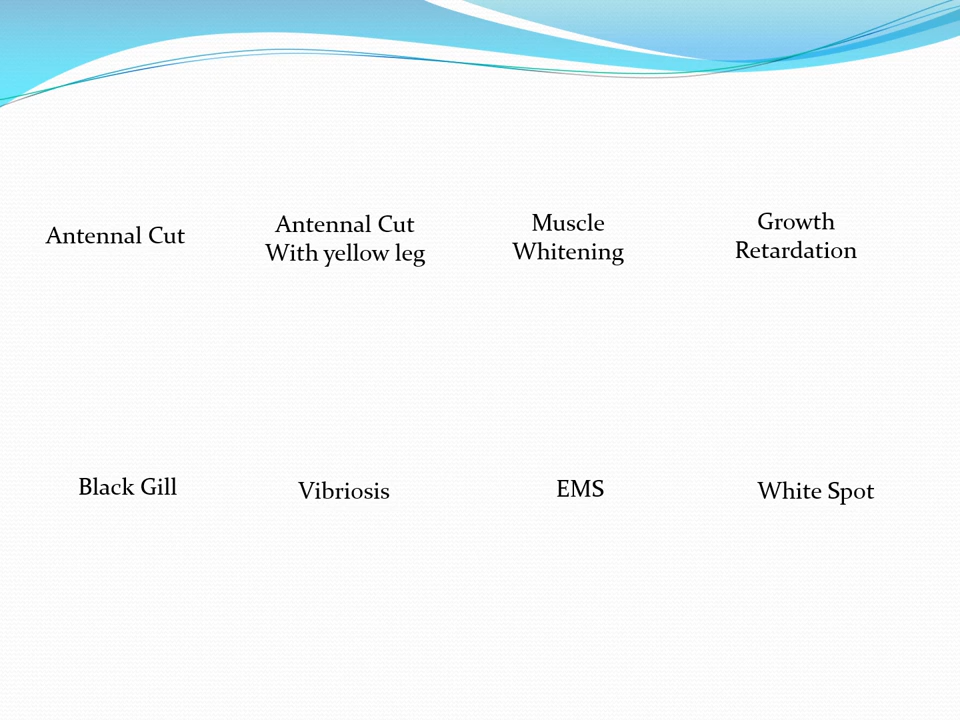 Antennal Cut
Antennal Cut
With yellow leg
Muscle
Whitening
Growth
Retardation
Black Gill
Vibriosis
EMS
White Spot